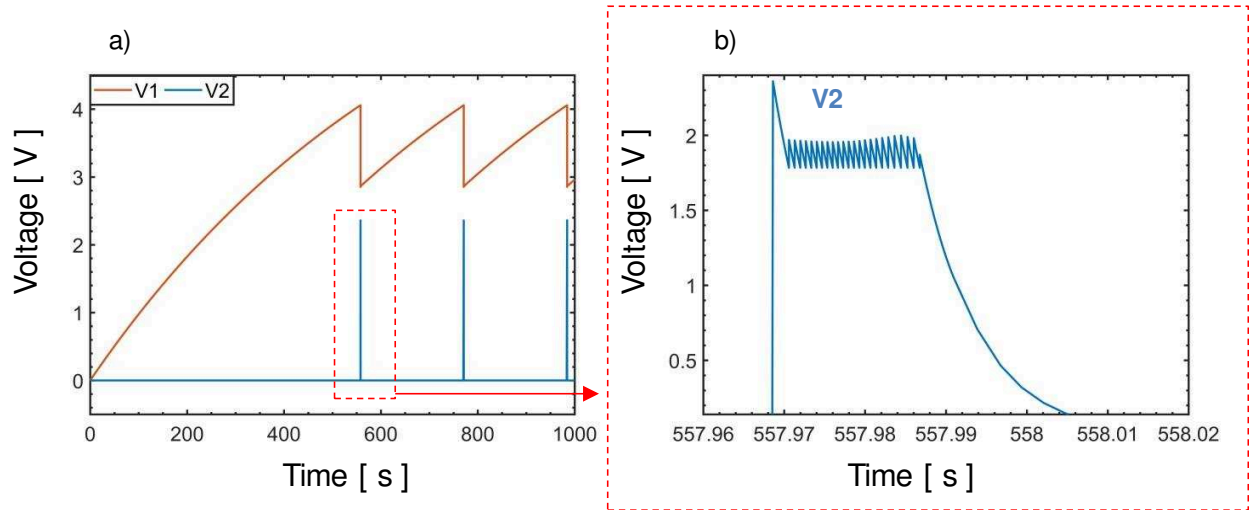 a)
V1 V2
4
3
2
1
0
0 200 400 600 800 1000
Voltage [ V ]
Time [ s ]
b)
V2
2
1.5
1
0.5
557.96 557.97 557.98 557.99 558 558.01 558.02
Voltage [ V ]
Time [ s ]